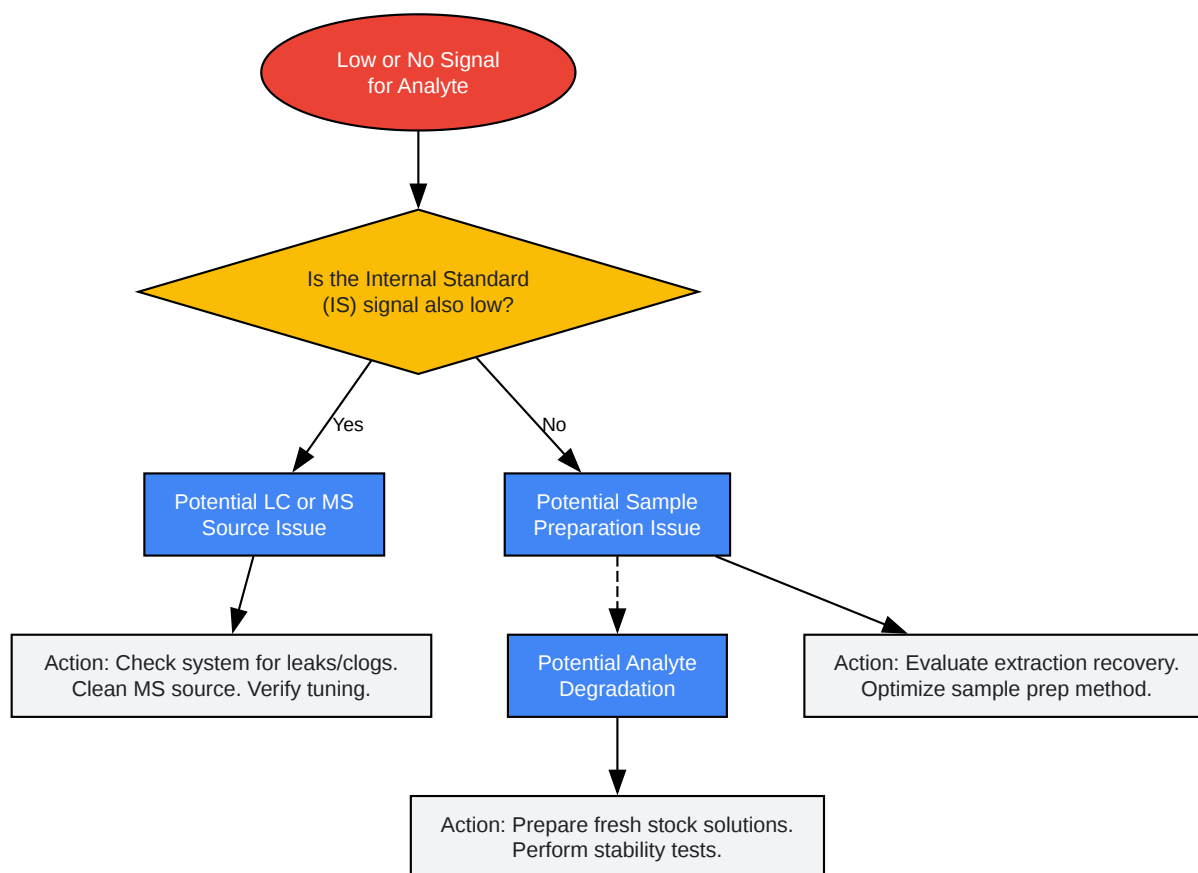 Low or No Signal
for Analyte
Is the Internal Standard
(IS) signal also low?
Yes
No
Potential LC or MS
Source Issue
Potential Sample
Preparation Issue
Action: Check system for leaks/clogs.
Clean MS source. Verify tuning.
Potential Analyte
Degradation
Action: Evaluate extraction recovery.
Optimize sample prep method.
Action: Prepare fresh stock solutions.
Perform stability tests.